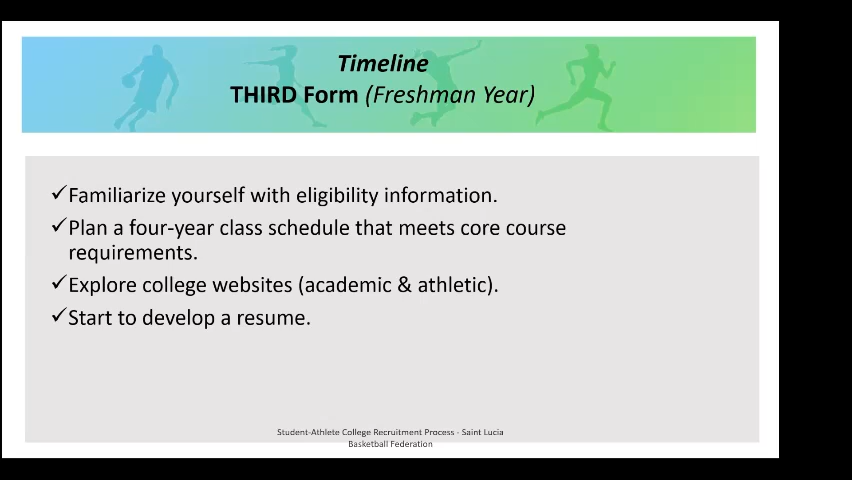 Timeline
THIRD Form (Freshman Year)
✓Familiarize yourself with eligibility information.
✓Plan a four-year class schedule that meets core course
requirements.
✓Explore college websites (academic & athletic).
✓Start to develop a resume.
Student-Athlete College Recruitment Process - Saint Lucia
Basketball Federation